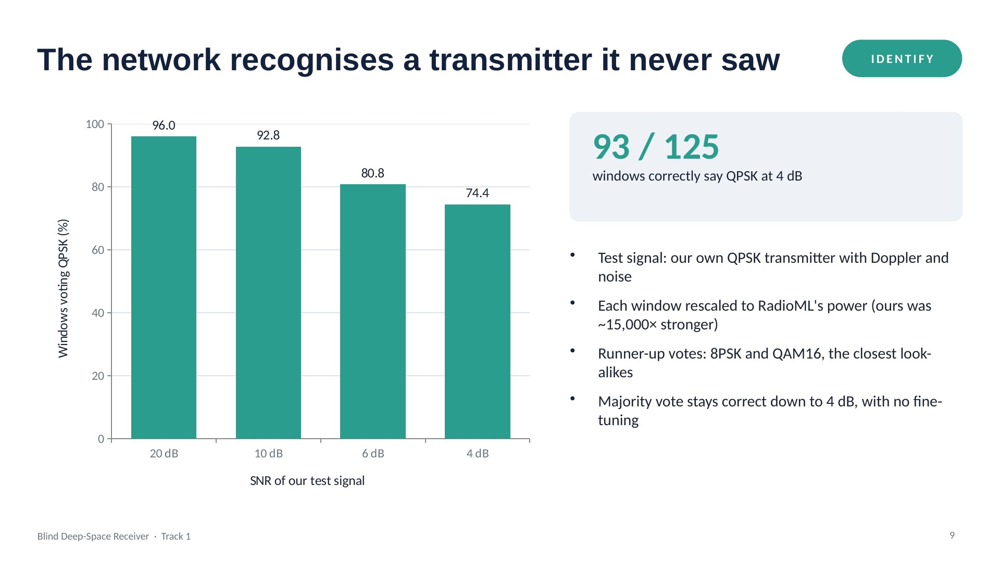 The network recognises a transmitter it never saw
IDENTIFY
100
80
60
40
20
0
Windows voting QPSK (%)
96.0
92.8
80.8
74.4
20 dB
10 dB
6 dB
4 dB
SNR of our test signal
93 / 125
windows correctly say QPSK at 4 dB
• Test signal: our own QPSK transmitter with Doppler and
noise
• Each window rescaled to RadioML's power (ours was
~15,000× stronger)
• Runner-up votes: 8PSK and QAM16, the closest look-
alikes
• Majority vote stays correct down to 4 dB, with no fine-
tuning
Blind Deep-Space Receiver · Track 1
9